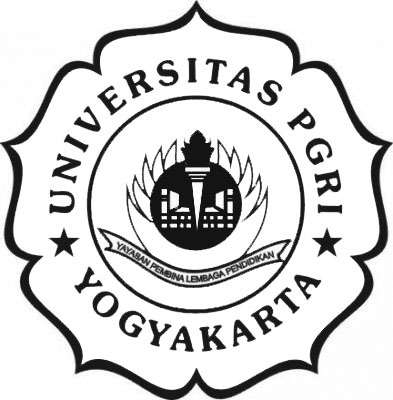 UNIVERSITAS PGRI
YAYASAN PEMBINA LEMBAGA PENDIDIKAN
YOGYAKARTA